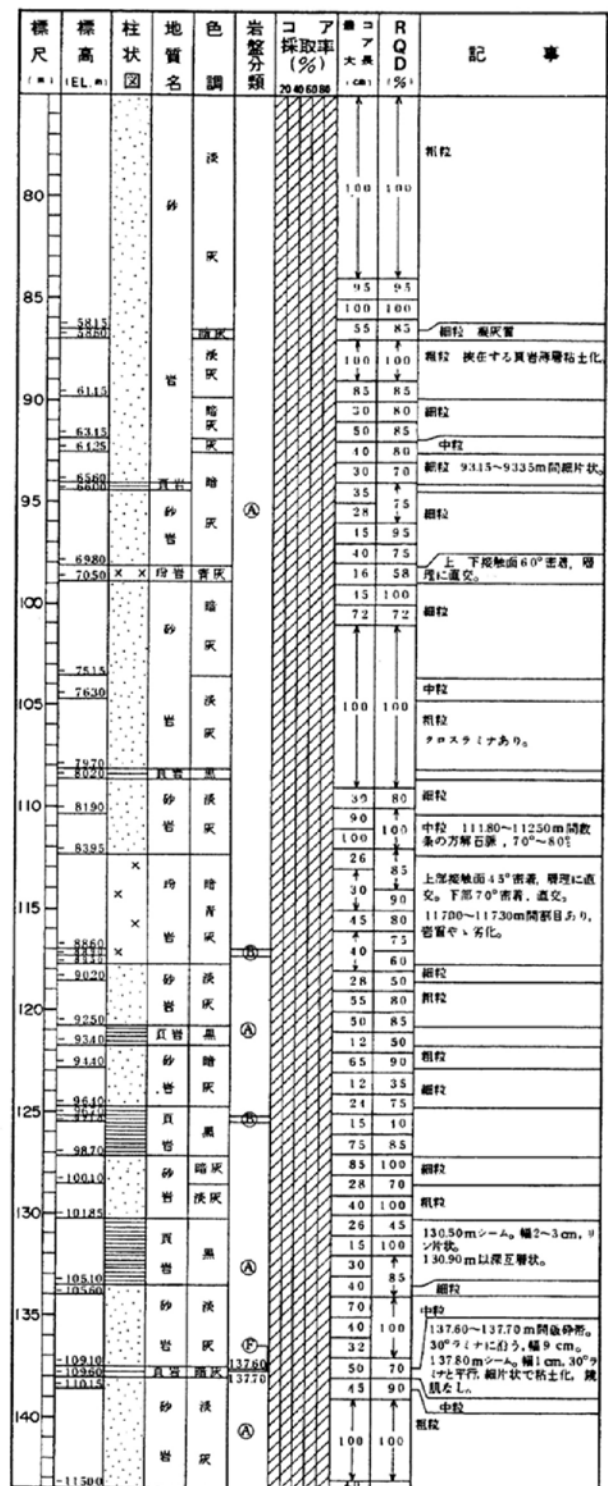 標尺(m) 標高(EL.m) 柱状図 地質名 色調 岩盤分類 コア採取率(%) 20 40 60 80 最大コア長(cm) RQD(%) 記事
淡 粗粒
80 砂 100 100
灰
85 95 95
100 100
5815 55 85 細粒 凝灰質
5860 暗灰
淡 100 100 粗粒 挟在する頁岩薄層粘土化。
灰
85 85
90 6115 岩 暗 30 80 細粒
灰 50 85
6315 灰 40 80 中粒
6425
30 70 細粒 93.15~93.35m間細片状。
6560 頁岩 暗 35
6600
95 砂 灰 Ⓐ 28 75 細粒
岩 45 95
6980 40 75 上 下接触面60°密着, 層
7050 × × 玢岩 青灰 16 58 理に直交。
100 暗 45 100
砂 灰 72 72 細粒
7515 中粒
105 7630 淡 100 100 粗粒
岩 灰 クロスラミナあり。
7970
8020 頁岩 黒
110 砂 淡 30 80 細粒
8190 90
岩 灰 100 100 中粒 111.80~112.50m間数
8395 条の方解石脈, 70°~80°
× 26
玢 暗 85 上部接触面45°密着, 層理に直
× 30 交。下部70°密着, 直交。
90
115 × 青 45 80 117.00~117.30m間割目あり,
75 岩質やゝ劣化。
8860 × 岩 灰 Ⓑ 40
60
9020 砂 淡 28 50 細粒
55 80 粗粒
120 岩 灰 50 85
9250 Ⓐ
9340 頁岩 黒 12 50
9440 砂 暗 65 90 粗粒
岩 灰 12 35 細粒
9640 24 75
125 頁 Ⓑ 15 10
黒
9870 岩 75 85
砂 暗灰 85 100 細粒
10010 28 70
岩 淡灰 40 100 粗粒
130 10185
頁 26 45 130.50mシーム。幅2~3cm, リ
黒 15 100 ン片状。
岩 Ⓐ 30 130.90m以深互層状。
10510 40 85 細粒
10560
135 砂 淡 70 中粒
40 100 137.60~137.70m間破砕帯。
岩 灰 Ⓕ 32 30°ラミナに沿う, 幅9cm。
10910 137.60 50 70 137.80mシーム。幅1cm, 30°ラ
10960 頁岩 暗灰 137.70 ミナと平行, 細片状で粘土化, 鏡
11015 45 90 肌なし。
中粒
140 砂 淡 粗粒
Ⓐ 100 100
岩 灰
11500